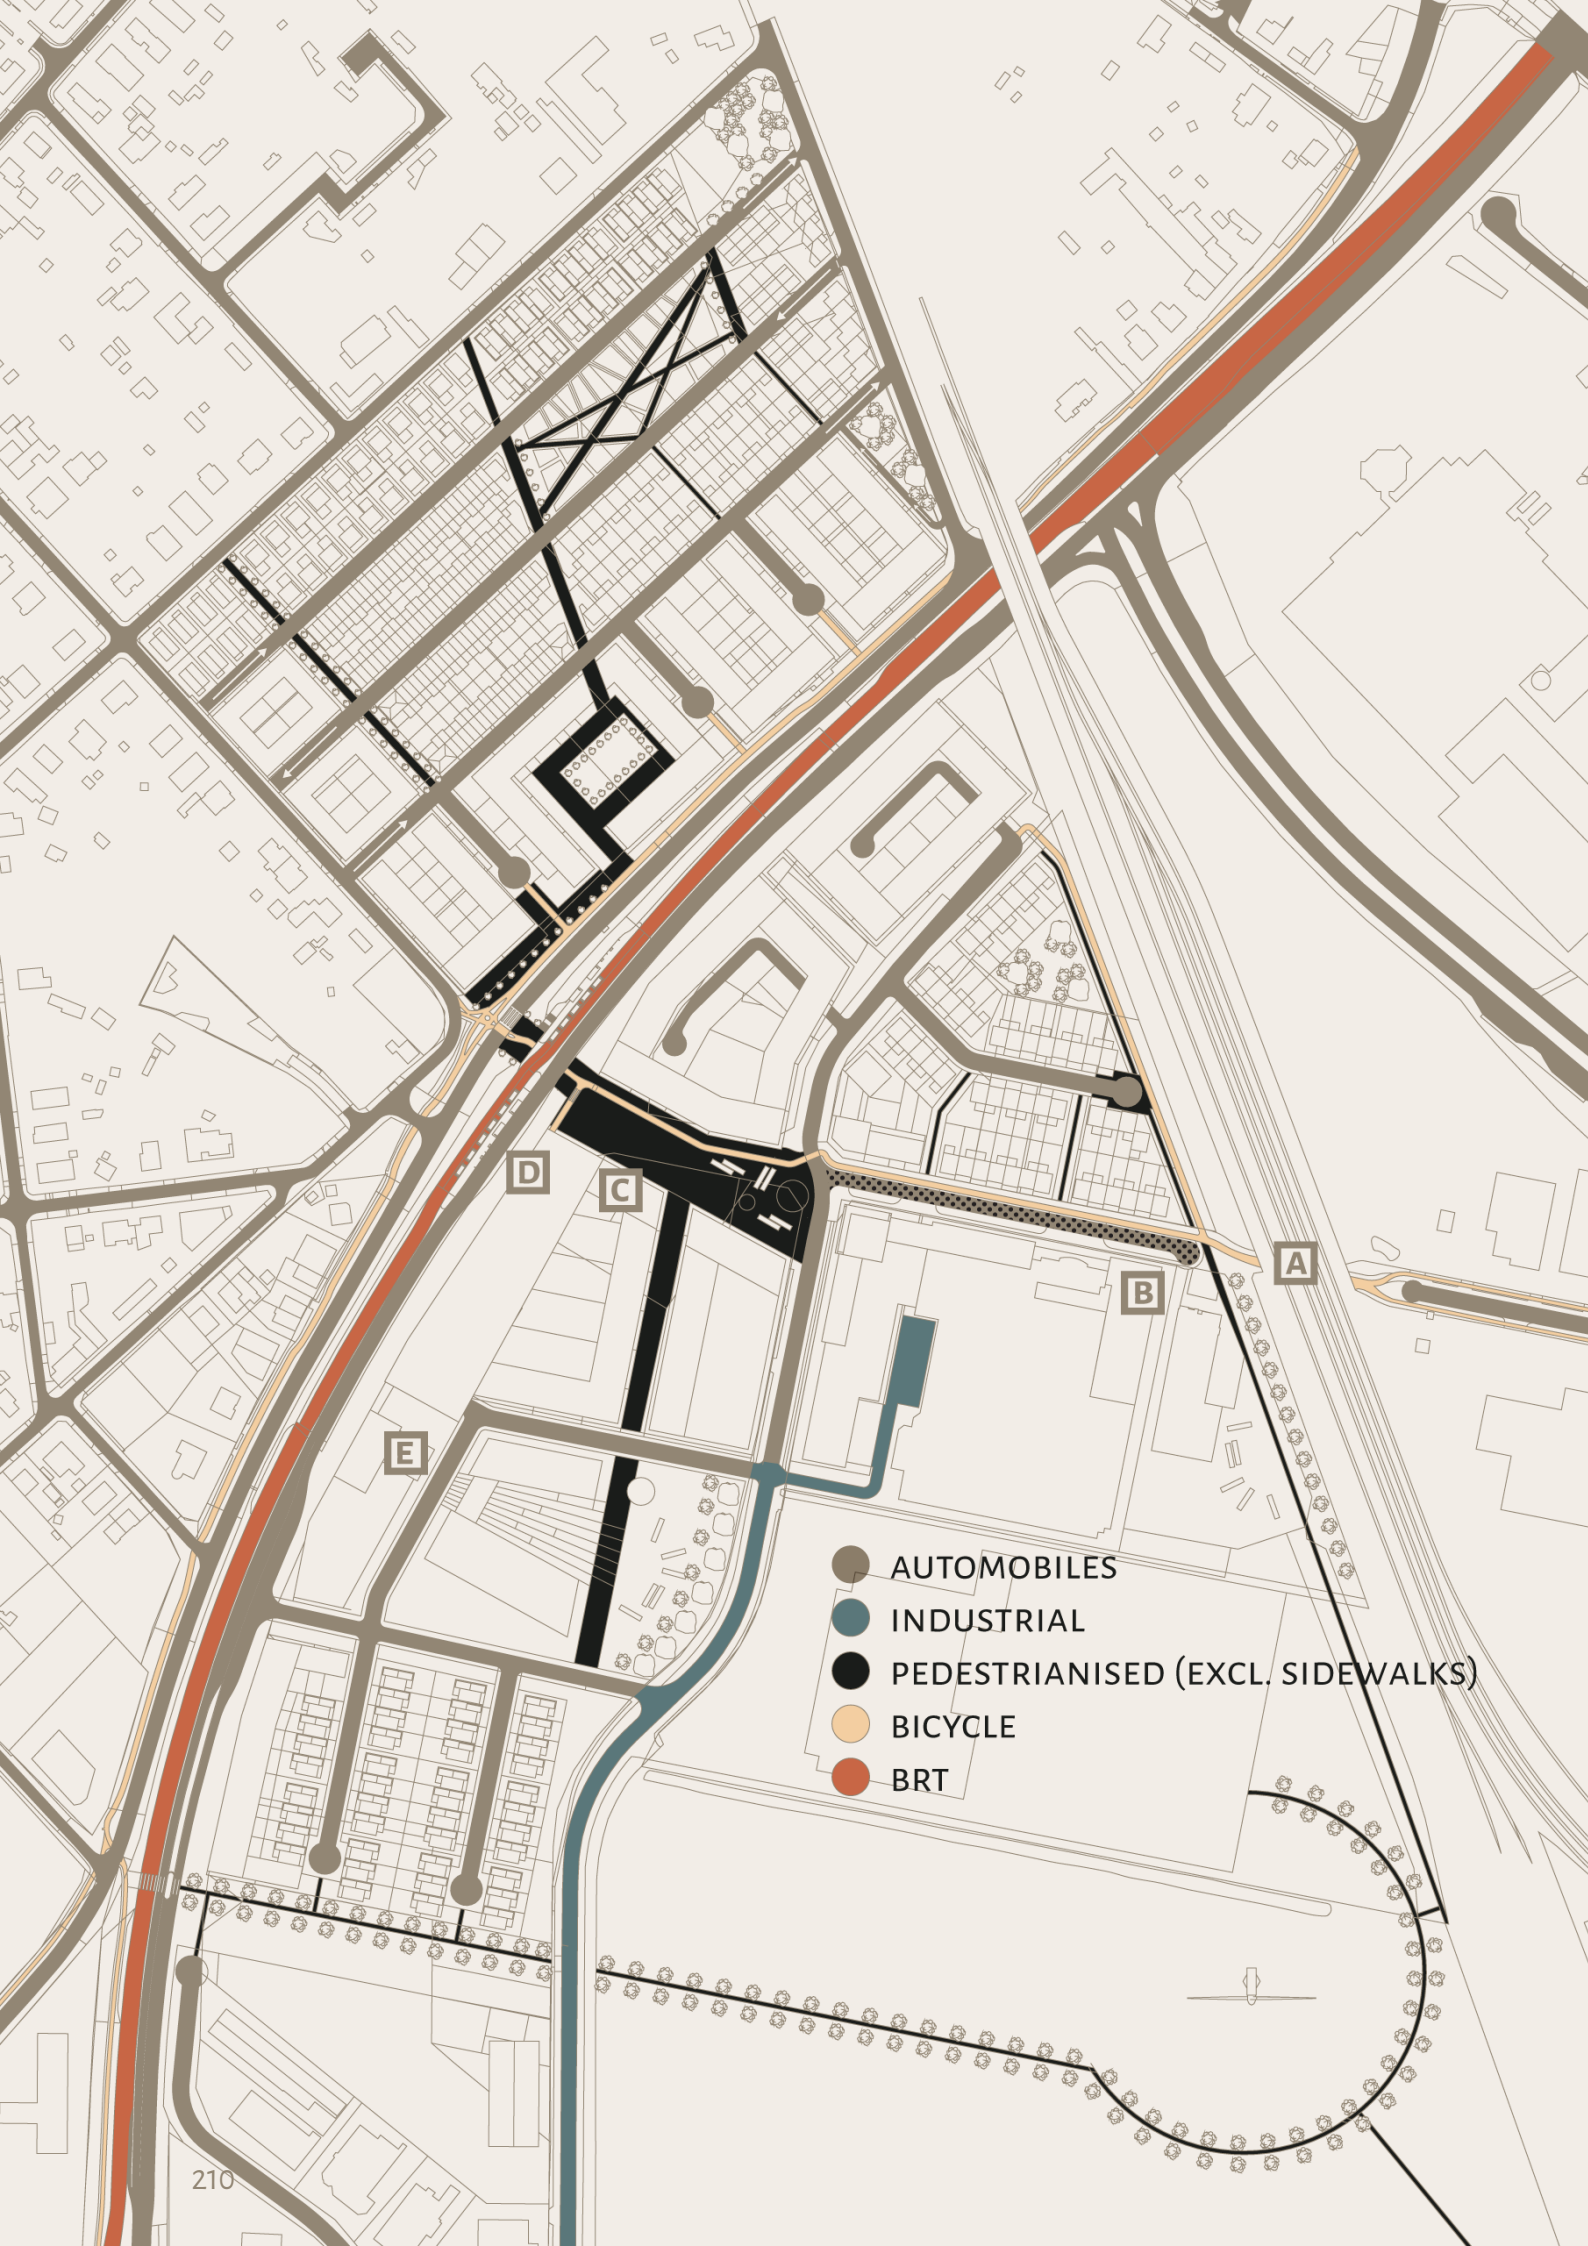 D
C
A
B
E
AUTOMOBILES
INDUSTRIAL
PEDESTRIANISED (EXCL. SIDEWALKS)
BICYCLE
BRT
210